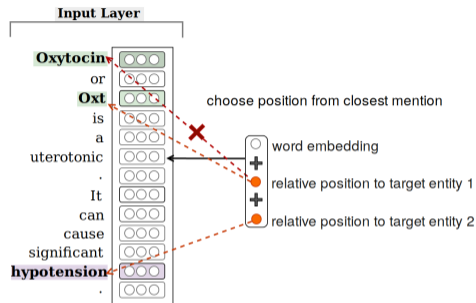 Input Layer
Oxytocin
or
Oxt
is
a
uterotonic
.
It
can
cause
significant
hypotension
.
choose position from closest mention
word embedding
relative position to target entity 1
relative position to target entity 2